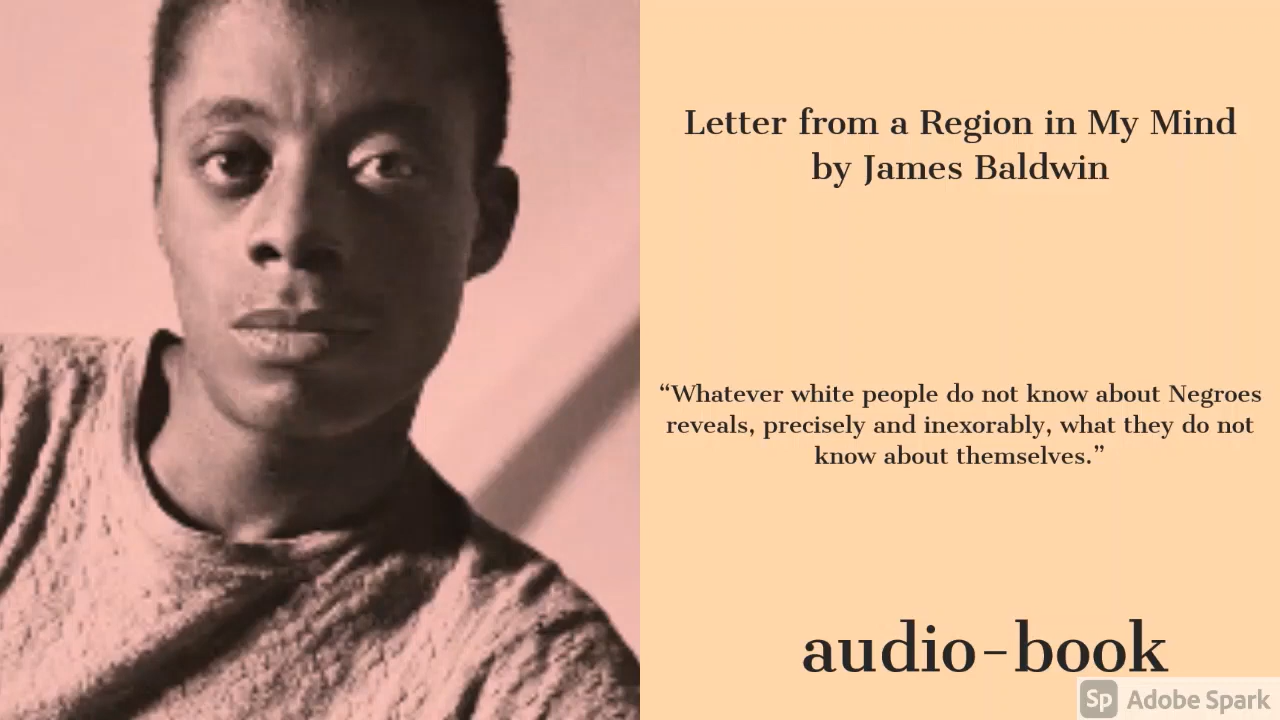 Letter from a Region in My Mind
by James Baldwin
“Whatever white people do not know about Negroes
reveals, precisely and inexorably, what they do not
know about themselves.”
audio-book
Sp Adobe Spark